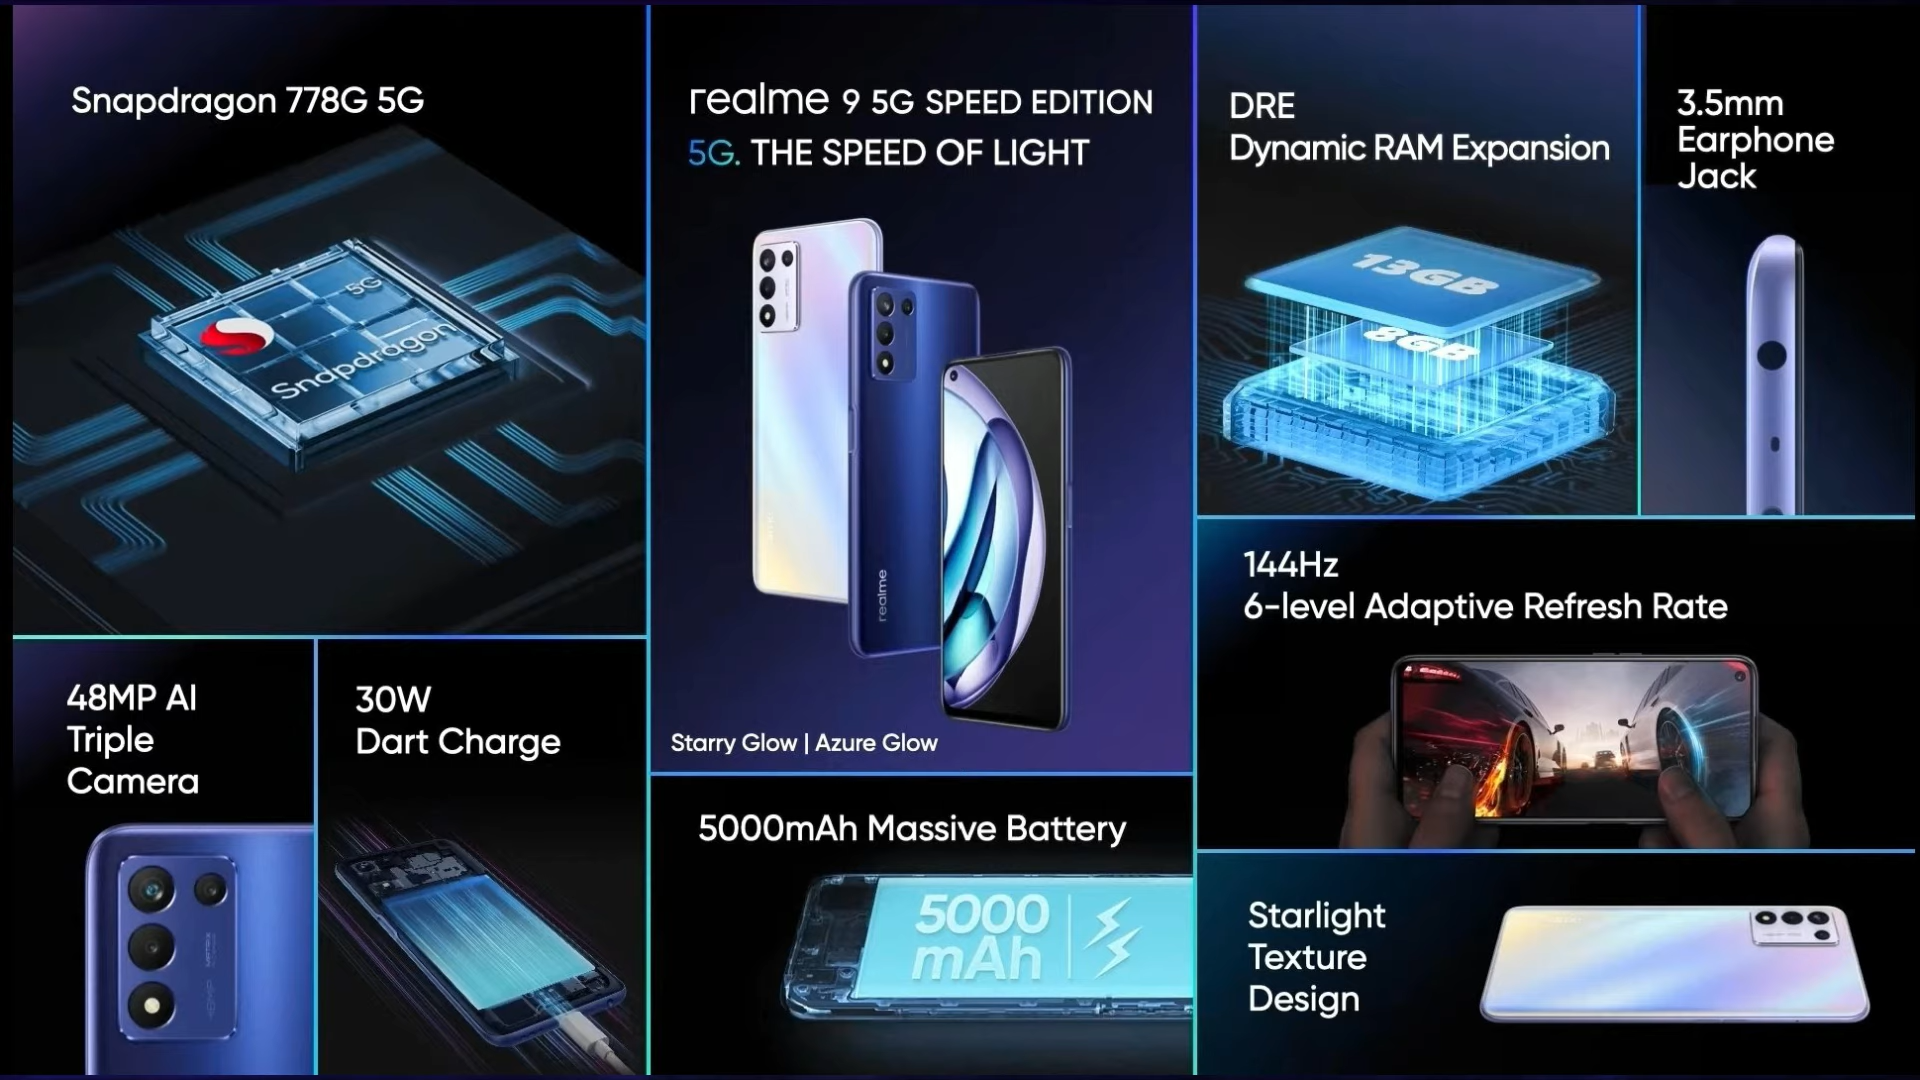 Snapdragon 778G 5G
5G
Snapdragon
realme 9 5G SPEED EDITION
5G. THE SPEED OF LIGHT
realme
Starry Glow | Azure Glow
DRE
Dynamic RAM Expansion
13GB
8GB
3.5mm
Earphone
Jack
144Hz
6-level Adaptive Refresh Rate
48MP AI
Triple
Camera
30W
Dart Charge
5000mAh Massive Battery
5000
mAh
Starlight
Texture
Design